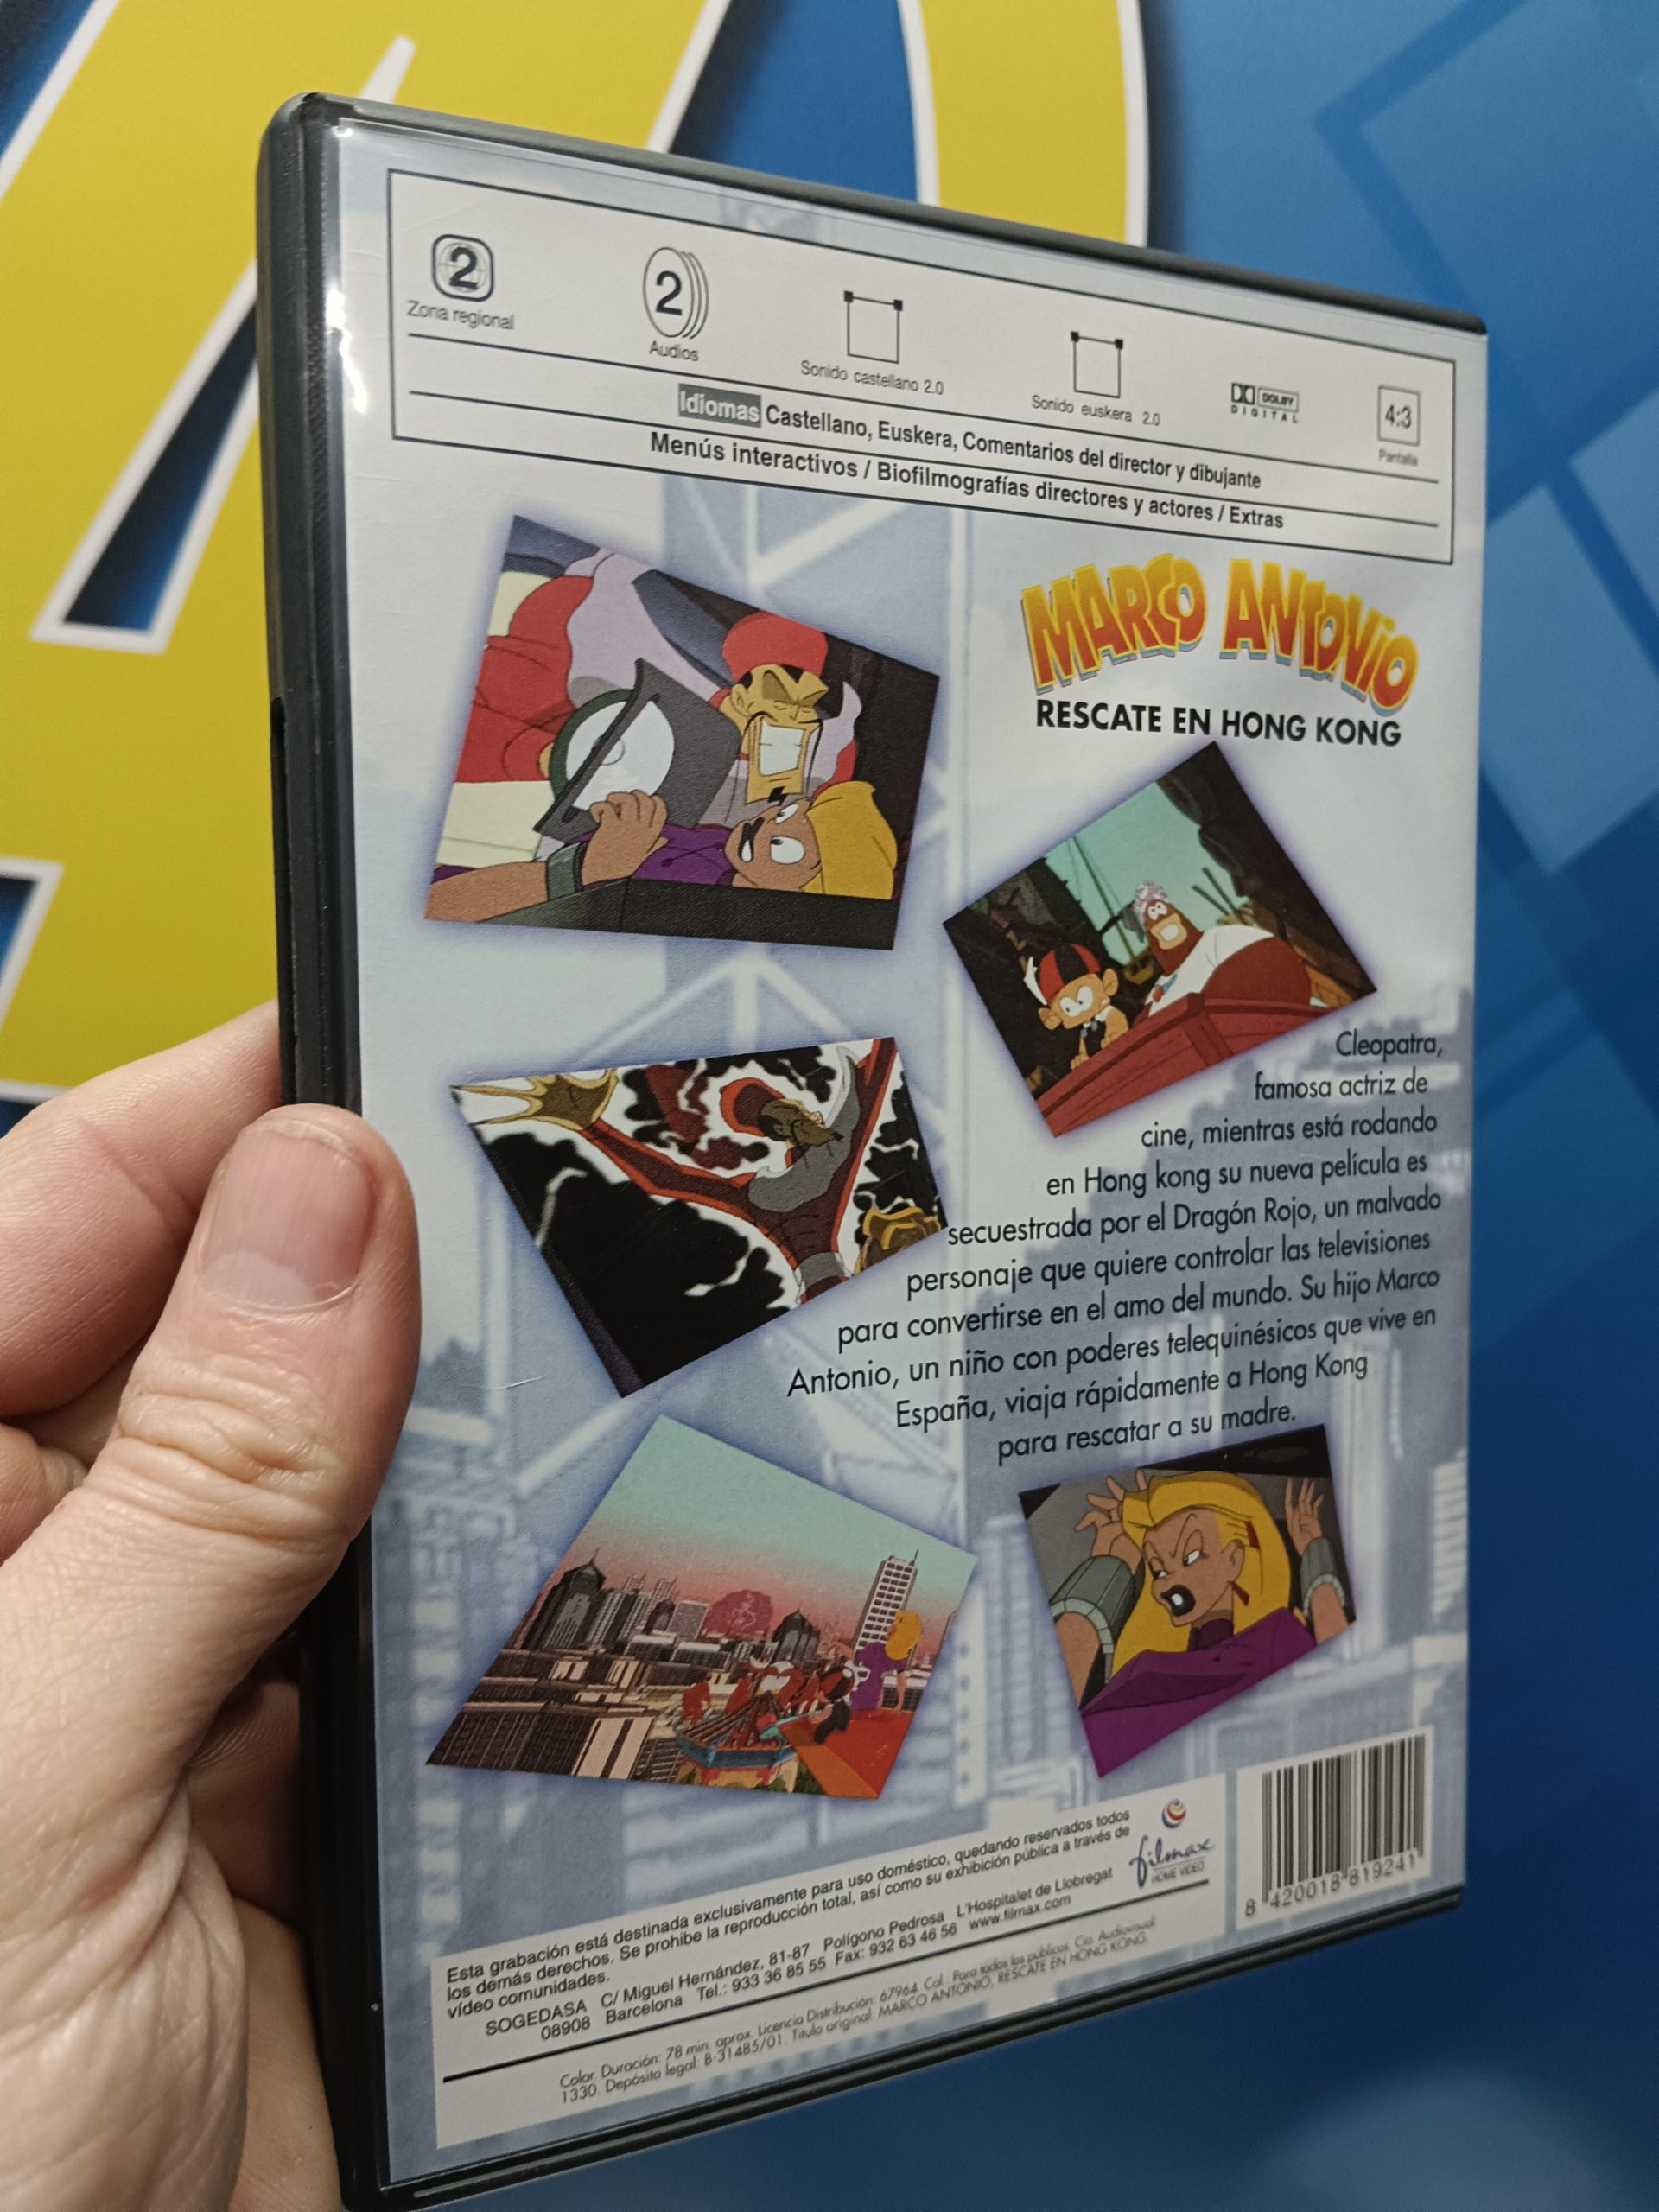 2
Zona regional
2
Audios
Sonido castellano 2.0
Sonido euskera 2.0
DOLBY
DIGITAL
4:3
Pantalla
Idiomas Castellano, Euskera, Comentarios del director y dibujante
Menús interactivos / Biofilmografías directores y actores / Extras
MARCO ANTONIO
RESCATE EN HONG KONG
Cleopatra,
famosa actriz de
cine, mientras está rodando
en Hong kong su nueva película es
secuestrada por el Dragón Rojo, un malvado
personaje que quiere controlar las televisiones
para convertirse en el amo del mundo. Su hijo Marco
Antonio, un niño con poderes telequinésicos que vive en
España, viaja rápidamente a Hong Kong
para rescatar a su madre.
Esta grabación está destinada exclusivamente para uso doméstico, quedando reservados todos
los demás derechos. Se prohibe la reproducción total, así como su exhibición pública a través de
vídeo comunidades.
SOGEDASA C/ Miguel Hernández, 81-87 Polígono Pedrosa L'Hospitalet de Llobregat
08908 Barcelona Tel.: 933 36 85 55 Fax: 932 63 46 56 www.filmax.com
filmax
HOME VIDEO
Color. Duración: 78 min. aprox. Licencia Distribución: 67964. Cal.: Para todos los públicos. Cia. Audiovisual:
1330. Depósito legal: B-31485/01. Título original: MARCO ANTONIO, RESCATE EN HONG KONG.
8 420018 819241